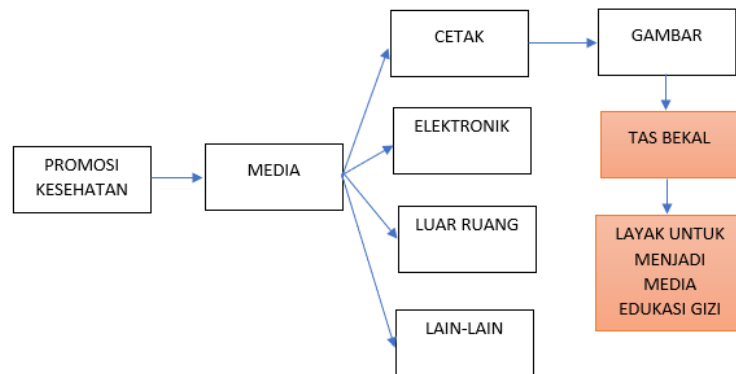 PROMOSI
KESEHATAN
MEDIA
CETAK
ELEKTRONIK
LUAR RUANG
LAIN-LAIN
GAMBAR
TAS BEKAL
LAYAK UNTUK
MENJADI
MEDIA
EDUKASI GIZI